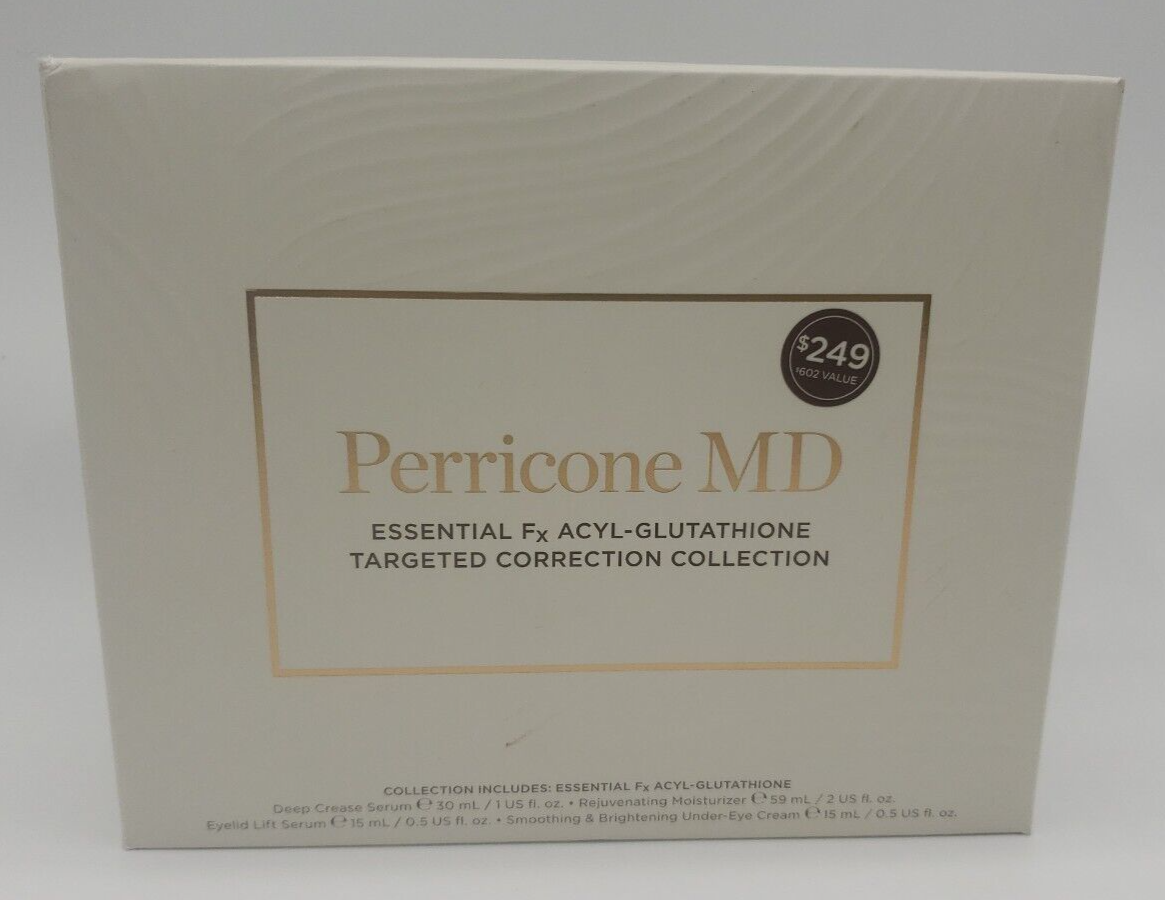 $249
$602 VALUE
Perricone MD
ESSENTIAL Fx ACYL-GLUTATHIONE
TARGETED CORRECTION COLLECTION
COLLECTION INCLUDES: ESSENTIAL Fx ACYL-GLUTATHIONE
Deep Crease Serum ℮ 30 mL / 1 US fl. oz. • Rejuvenating Moisturizer ℮ 59 mL / 2 US fl. oz.
Eyelid Lift Serum ℮ 15 mL / 0.5 US fl. oz. • Smoothing & Brightening Under-Eye Cream ℮ 15 mL / 0.5 US fl. oz.